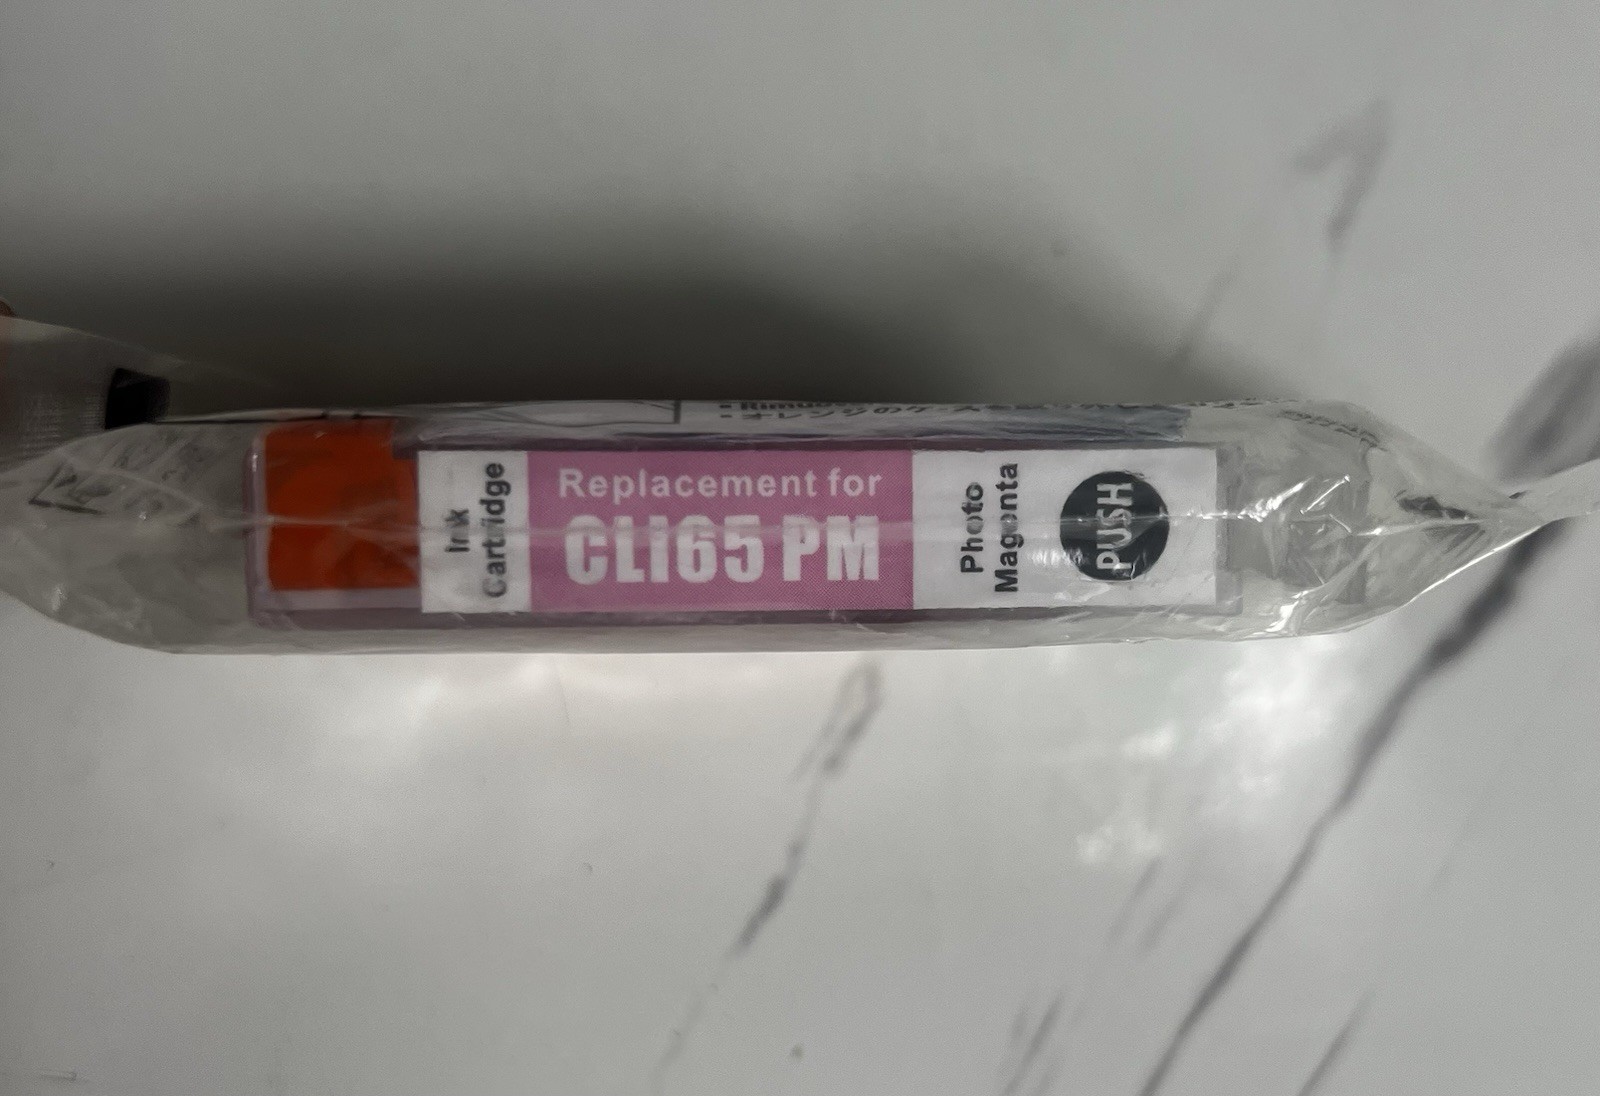 Ink
Cartridge
Replacement for
CLI65 PM
Photo
Magenta
PUSH